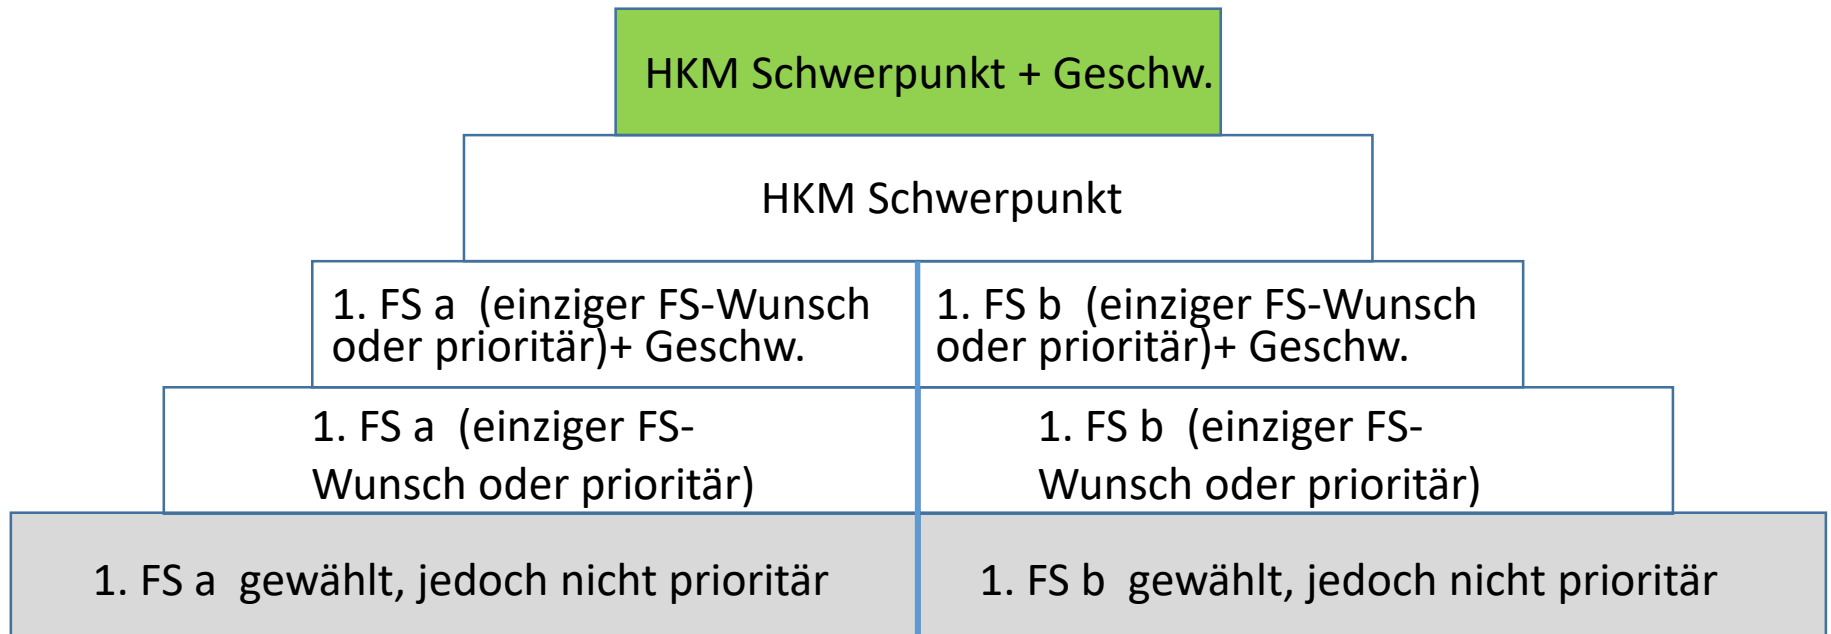 HKM Schwerpunkt + Geschw.
HKM Schwerpunkt
1. FS a (einziger FS-Wunsch
oder prioritär)+ Geschw.
1. FS b (einziger FS-Wunsch
oder prioritär)+ Geschw.
1. FS a (einziger FS-
Wunsch oder prioritär)
1. FS b (einziger FS-
Wunsch oder prioritär)
1. FS a gewählt, jedoch nicht prioritär
1. FS b gewählt, jedoch nicht prioritär